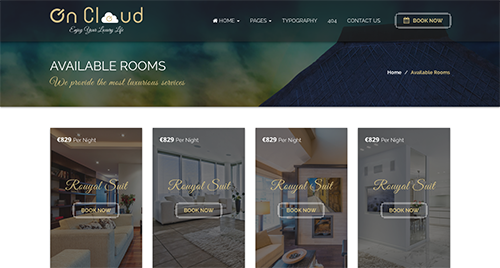 On Cloud
Enjoy Your Luxury Life
HOME
PAGES
TYPOGRAPHY
404
CONTACT US
BOOK NOW
AVAILABLE ROOMS
We provide the most luxurious services
Home / Available Rooms
€829 Per Night
€829 Per Night
€829 Per Night
€829 Per Night
Rouyal Suit
Rouyal Suit
Rouyal Suit
Rouyal Suit
BOOK NOW
BOOK NOW
BOOK NOW
BOOK NOW